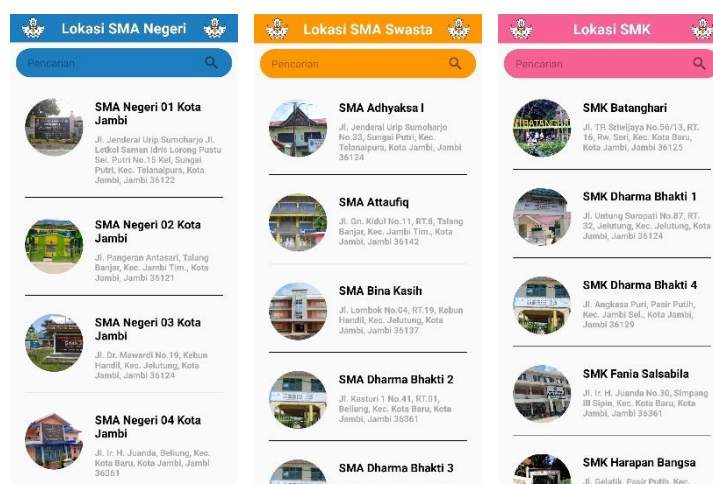 Lokasi SMA Negeri
Pencarian
SMA Negeri 01 Kota
Jambi
Jl. Jenderal Urip Sumoharjo Jl.
Letkol Saman Idris Lorong Pustu
Sei. Putri No.15 Kel, Sungai
Putri, Kec. Telanaipura, Kota
Jambi, Jambi 36122
SMA Negeri 02 Kota
Jambi
Jl. Pangeran Antasari, Talang
Banjar, Kec. Jambi Tim., Kota
Jambi, Jambi 36121
SMA Negeri 03 Kota
Jambi
Jl. Dr. Mawardi No.19, Kebun
Handil, Kec. Jelutung, Kota
Jambi, Jambi 36124
SMA Negeri 04 Kota
Jambi
Jl. Ir. H. Juanda, Beliung, Kec.
Kota Baru, Kota Jambi, Jambi
36361
Lokasi SMA Swasta
Pencarian
SMA Adhyaksa I
Jl. Jenderal Urip Sumoharjo
No.33, Sungai Putri, Kec.
Telanaipura, Kota Jambi, Jambi
36124
SMA Attaufiq
Jl. Gn. Kidul No.11, RT.8, Talang
Banjar, Kec. Jambi Tim., Kota
Jambi, Jambi 36142
SMA Bina Kasih
Jl. Lombok No.04, RT.19, Kebun
Handil, Kec. Jelutung, Kota
Jambi, Jambi 36137
SMA Dharma Bhakti 2
Jl. Kasturi 1 No.41, RT.01,
Beliung, Kec. Kota Baru, Kota
Jambi, Jambi 36361
SMA Dharma Bhakti 3
Lokasi SMK
Pencarian
SMK Batanghari
Jl. TP. Sriwijaya No.56/13, RT.
16, Rw. Sari, Kec. Kota Baru,
Kota Jambi, Jambi 36125
SMK Dharma Bhakti 1
Jl. Untung Suropati No.87, RT.
32, Jelutung, Kec. Jelutung, Kota
Jambi, Jambi 36124
SMK Dharma Bhakti 4
Jl. Angkasa Puri, Pasir Putih,
Kec. Jambi Sel., Kota Jambi,
Jambi 36129
SMK Fania Salsabila
Jl. Ir. H. Juanda No.30, Simpang
III Sipin, Kec. Kota Baru, Kota
Jambi, Jambi 36361
SMK Harapan Bangsa
Jl. Gelatik, Pasir Putih, Kec.